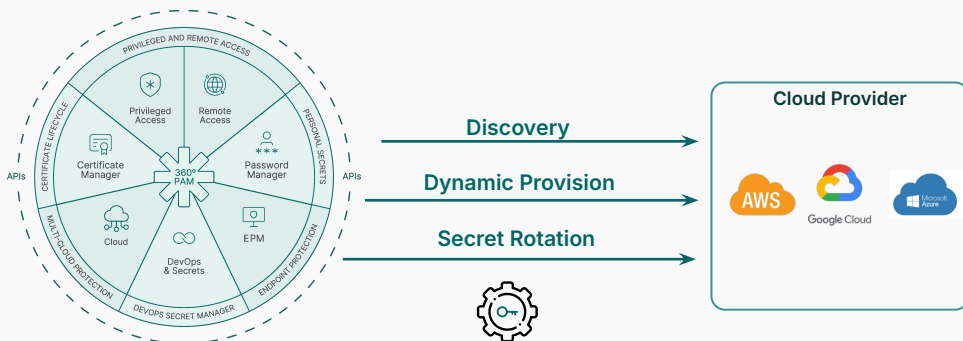 PRIVILEGED AND REMOTE ACCESS
CERTIFICATE LIFECYCLE
PERSONAL SECRETS
MULTI-CLOUD PROTECTION
ENDPOINT PROTECTION
DEVOPS SECRET MANAGER
APIs
APIs
Privileged
Access
Remote
Access
Certificate
Manager
Password
Manager
360º
PAM
Cloud
DevOps
& Secrets
EPM
Discovery
Dynamic Provision
Secret Rotation
Cloud Provider
AWS
Google Cloud
Microsoft
Azure